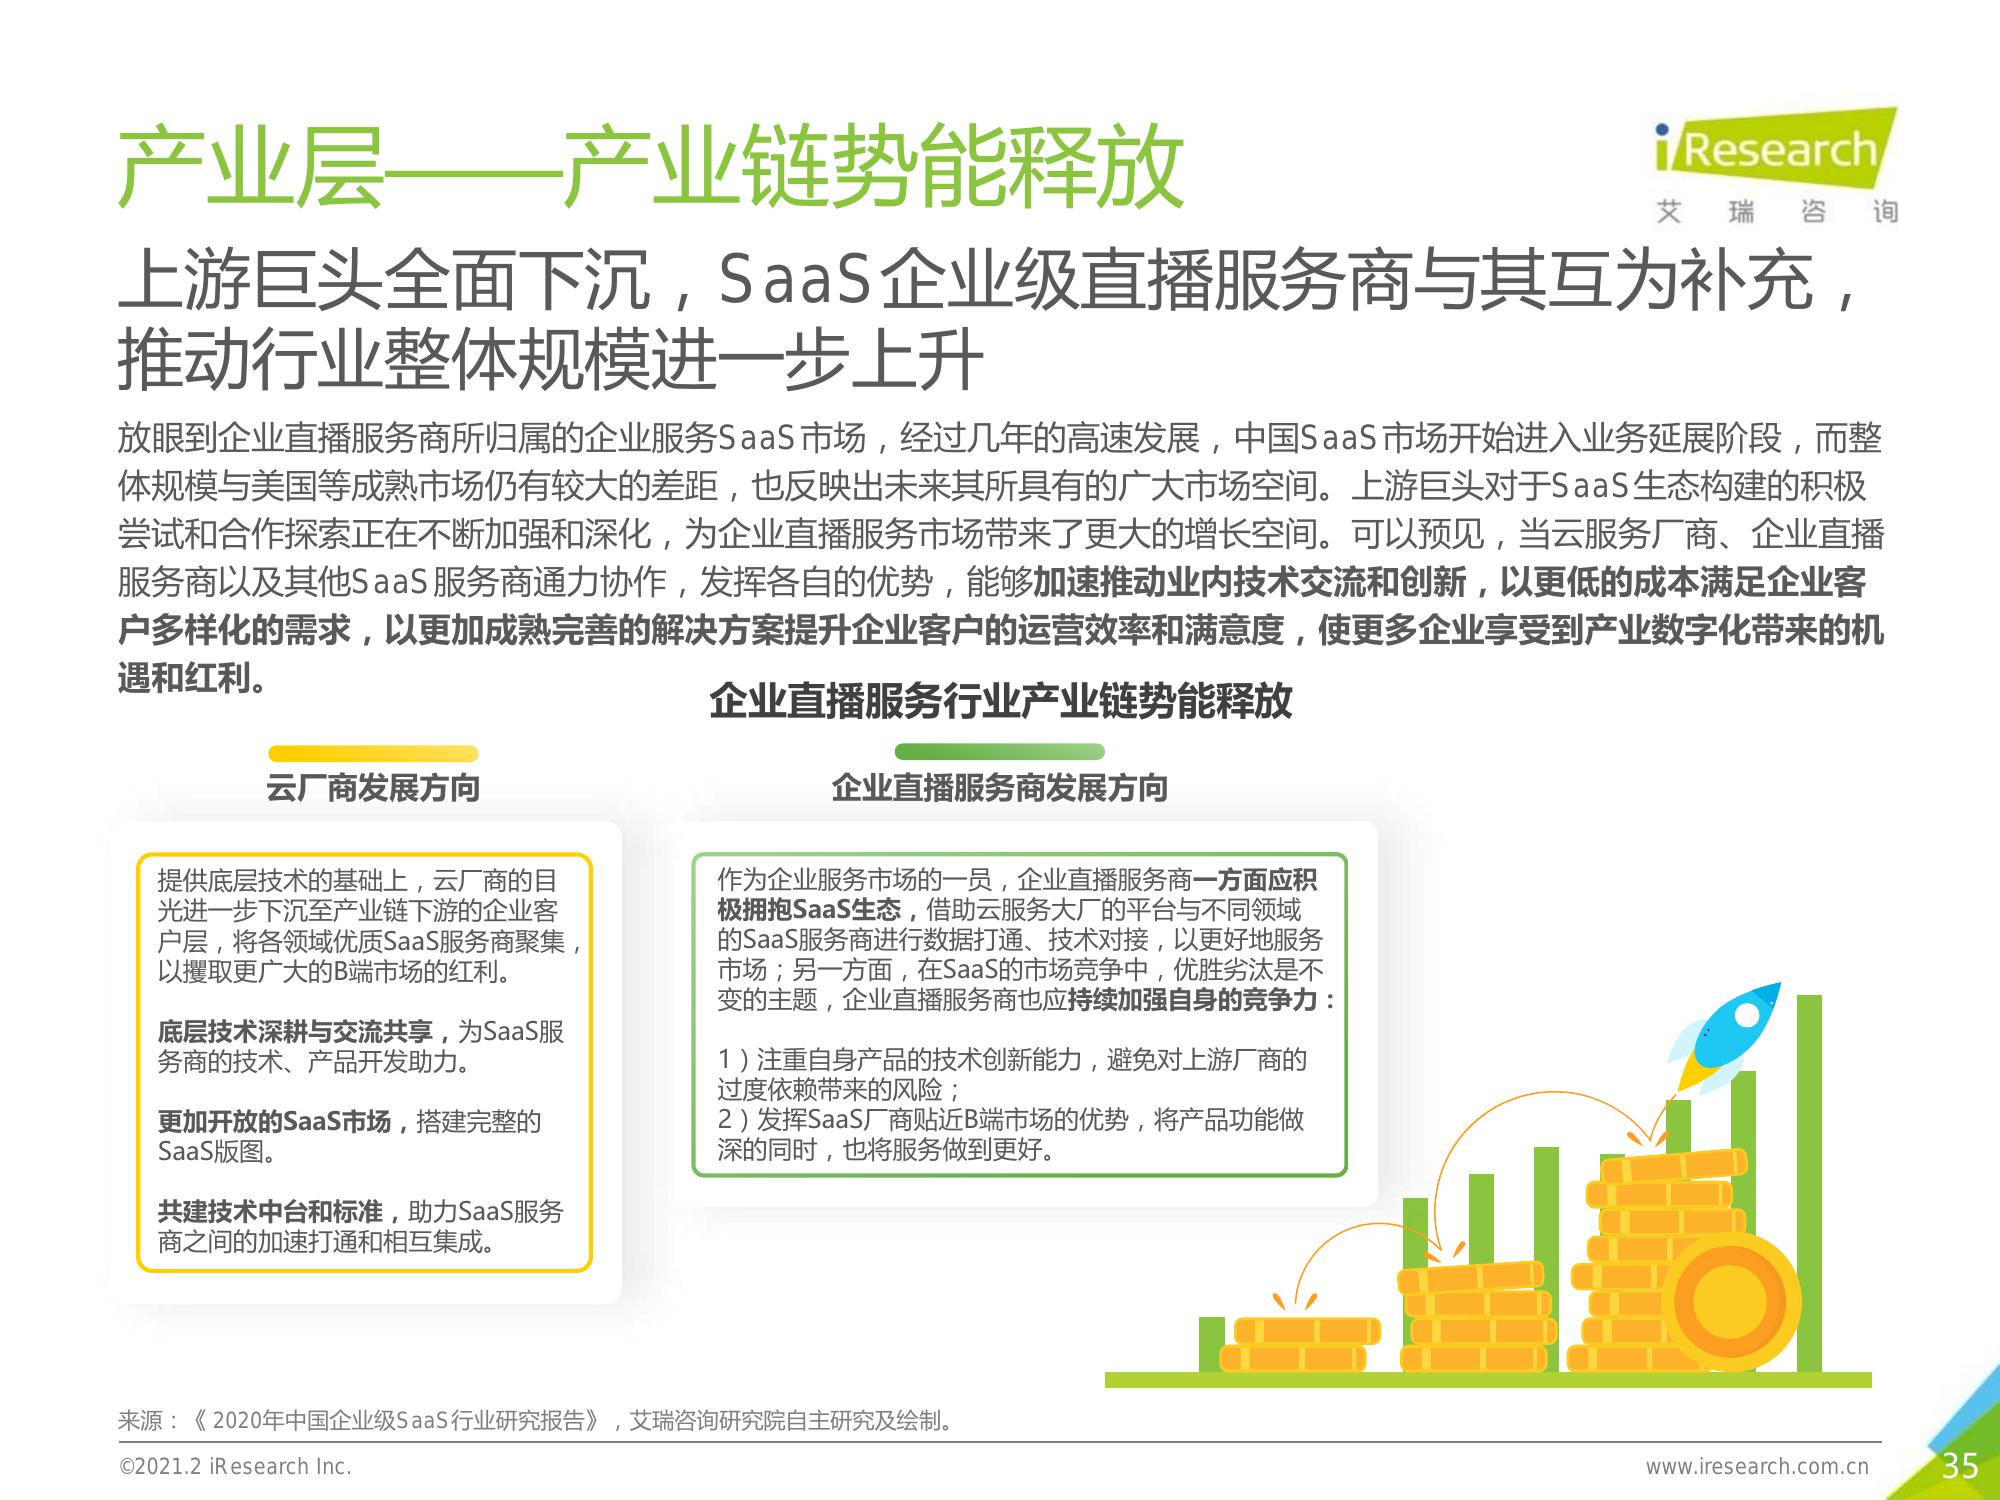 产业层——产业链势能释放
iResearch
艾瑞咨询
上游巨头全面下沉，SaaS企业级直播服务商与其互为补充，
推动行业整体规模进一步上升
放眼到企业直播服务商所归属的企业服务SaaS市场，经过几年的高速发展，中国SaaS市场开始进入业务延展阶段，而整
体规模与美国等成熟市场仍有较大的差距，也反映出未来其所具有的广大市场空间。上游巨头对于SaaS生态构建的积极
尝试和合作探索正在不断加强和深化，为企业直播服务市场带来了更大的增长空间。可以预见，当云服务厂商、企业直播
服务商以及其他SaaS服务商通力协作，发挥各自的优势，能够加速推动业内技术交流和创新，以更低的成本满足企业客
户多样化的需求，以更加成熟完善的解决方案提升企业客户的运营效率和满意度，使更多企业享受到产业数字化带来的机
遇和红利。
企业直播服务行业产业链势能释放
云厂商发展方向
提供底层技术的基础上，云厂商的目
光进一步下沉至产业链下游的企业客
户层，将各领域优质SaaS服务商聚集，
以攫取更广大的B端市场的红利。
底层技术深耕与交流共享，为SaaS服
务商的技术、产品开发助力。
更加开放的SaaS市场，搭建完整的
SaaS版图。
共建技术中台和标准，助力SaaS服务
商之间的加速打通和相互集成。
企业直播服务商发展方向
作为企业服务市场的一员，企业直播服务商一方面应积
极拥抱SaaS生态，借助云服务大厂的平台与不同领域
的SaaS服务商进行数据打通、技术对接，以更好地服务
市场；另一方面，在SaaS的市场竞争中，优胜劣汰是不
变的主题，企业直播服务商也应持续加强自身的竞争力：
1）注重自身产品的技术创新能力，避免对上游厂商的
过度依赖带来的风险；
2）发挥SaaS厂商贴近B端市场的优势，将产品功能做
深的同时，也将服务做到更好。
来源：《 2020年中国企业级SaaS行业研究报告》，艾瑞咨询研究院自主研究及绘制。
©2021.2 iResearch Inc.
www.iresearch.com.cn
35